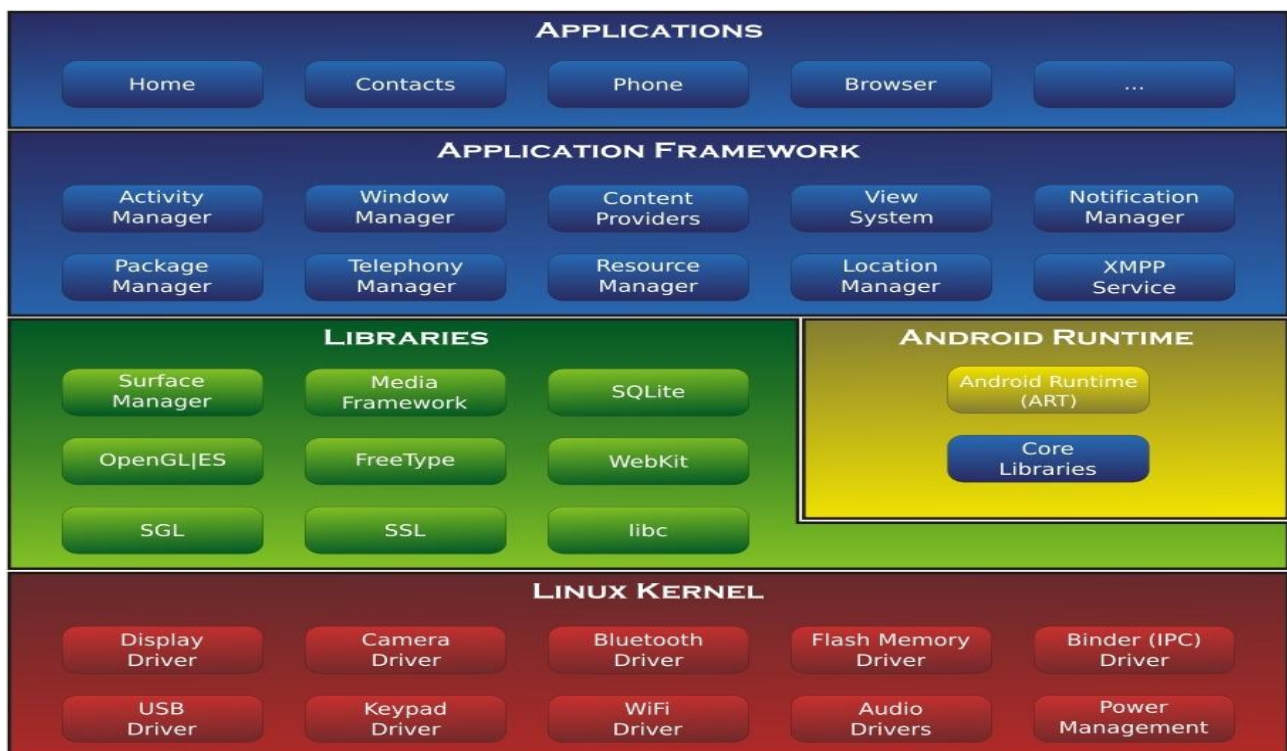 APPLICATIONS
Home
Contacts
Phone
Browser
...
APPLICATION FRAMEWORK
Activity
Manager
Window
Manager
Content
Providers
View
System
Notification
Manager
Package
Manager
Telephony
Manager
Resource
Manager
Location
Manager
XMPP
Service
LIBRARIES
Surface
Manager
Media
Framework
SQLite
OpenGL|ES
FreeType
WebKit
SGL
SSL
libc
ANDROID RUNTIME
Android Runtime
(ART)
Core
Libraries
LINUX KERNEL
Display
Driver
Camera
Driver
Bluetooth
Driver
Flash Memory
Driver
Binder (IPC)
Driver
USB
Driver
Keypad
Driver
WiFi
Driver
Audio
Drivers
Power
Management